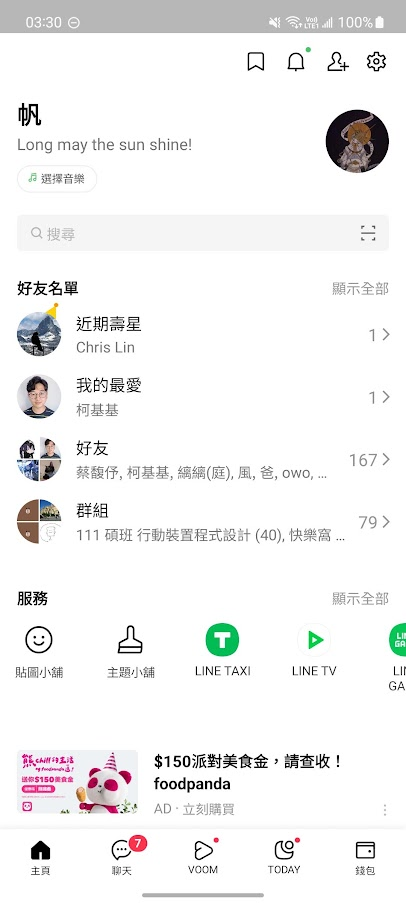 03:30
Vo))
LTE1
100%
帆
Long may the sun shine!
選擇音樂
搜尋
好友名單
顯示全部
近期壽星
Chris Lin
1
我的最愛
柯基基
1
好友
蔡馥伃, 柯基基, 縭縭(庭), 風, 爸, owo, ...
167
群組
111 碩班 行動裝置程式設計 (40), 快樂窩 ...
79
服務
顯示全部
貼圖小舖
主題小舖
LINE TAXI
LINE TV
LIN
GA
送你$150美食金
$150派對美食金，請查收！
foodpanda
AD · 立刻購買
主頁
7
聊天
VOOM
TODAY
錢包